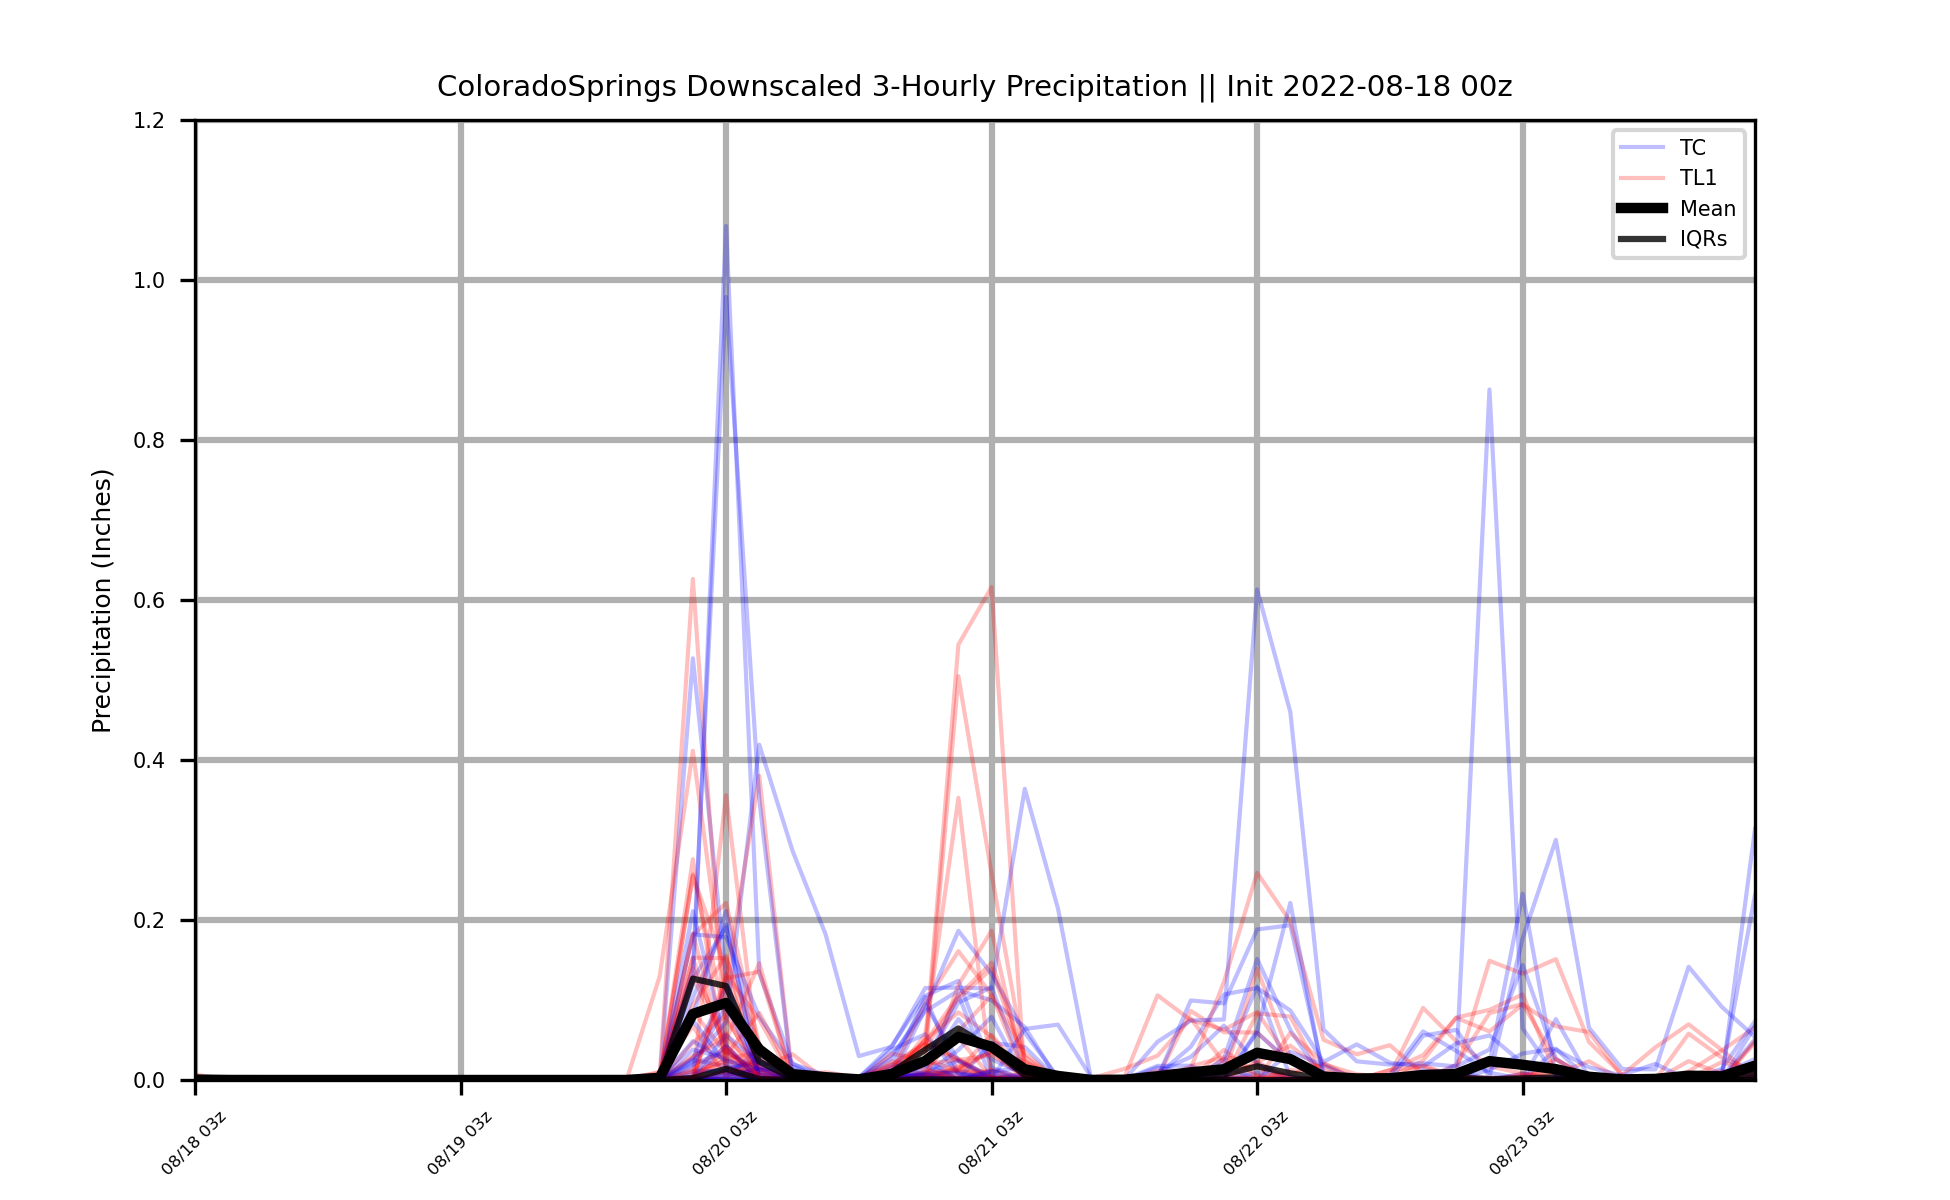 ColoradoSprings Downscaled 3-Hourly Precipitation || Init 2022-08-18 00z
TC
TL1
Mean
IQRs
Precipitation (Inches)
1.2
1.0
0.8
0.6
0.4
0.2
0.0
08/18 03z
08/19 03z
08/20 03z
08/21 03z
08/22 03z
08/23 03z